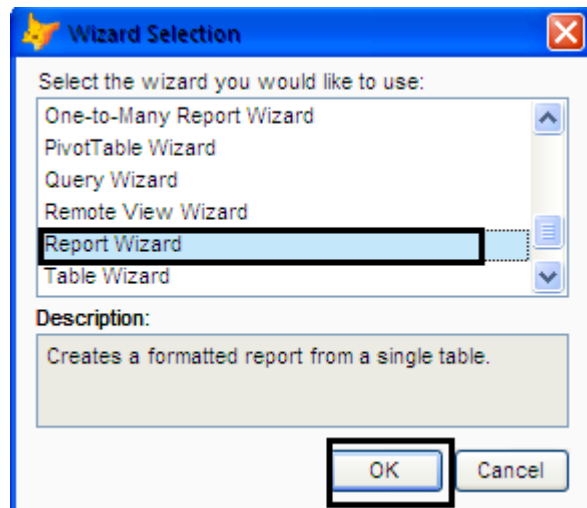 Wizard Selection
Select the wizard you would like to use:
One-to-Many Report Wizard
PivotTable Wizard
Query Wizard
Remote View Wizard
Report Wizard
Table Wizard
Description:
Creates a formatted report from a single table.
OK Cancel